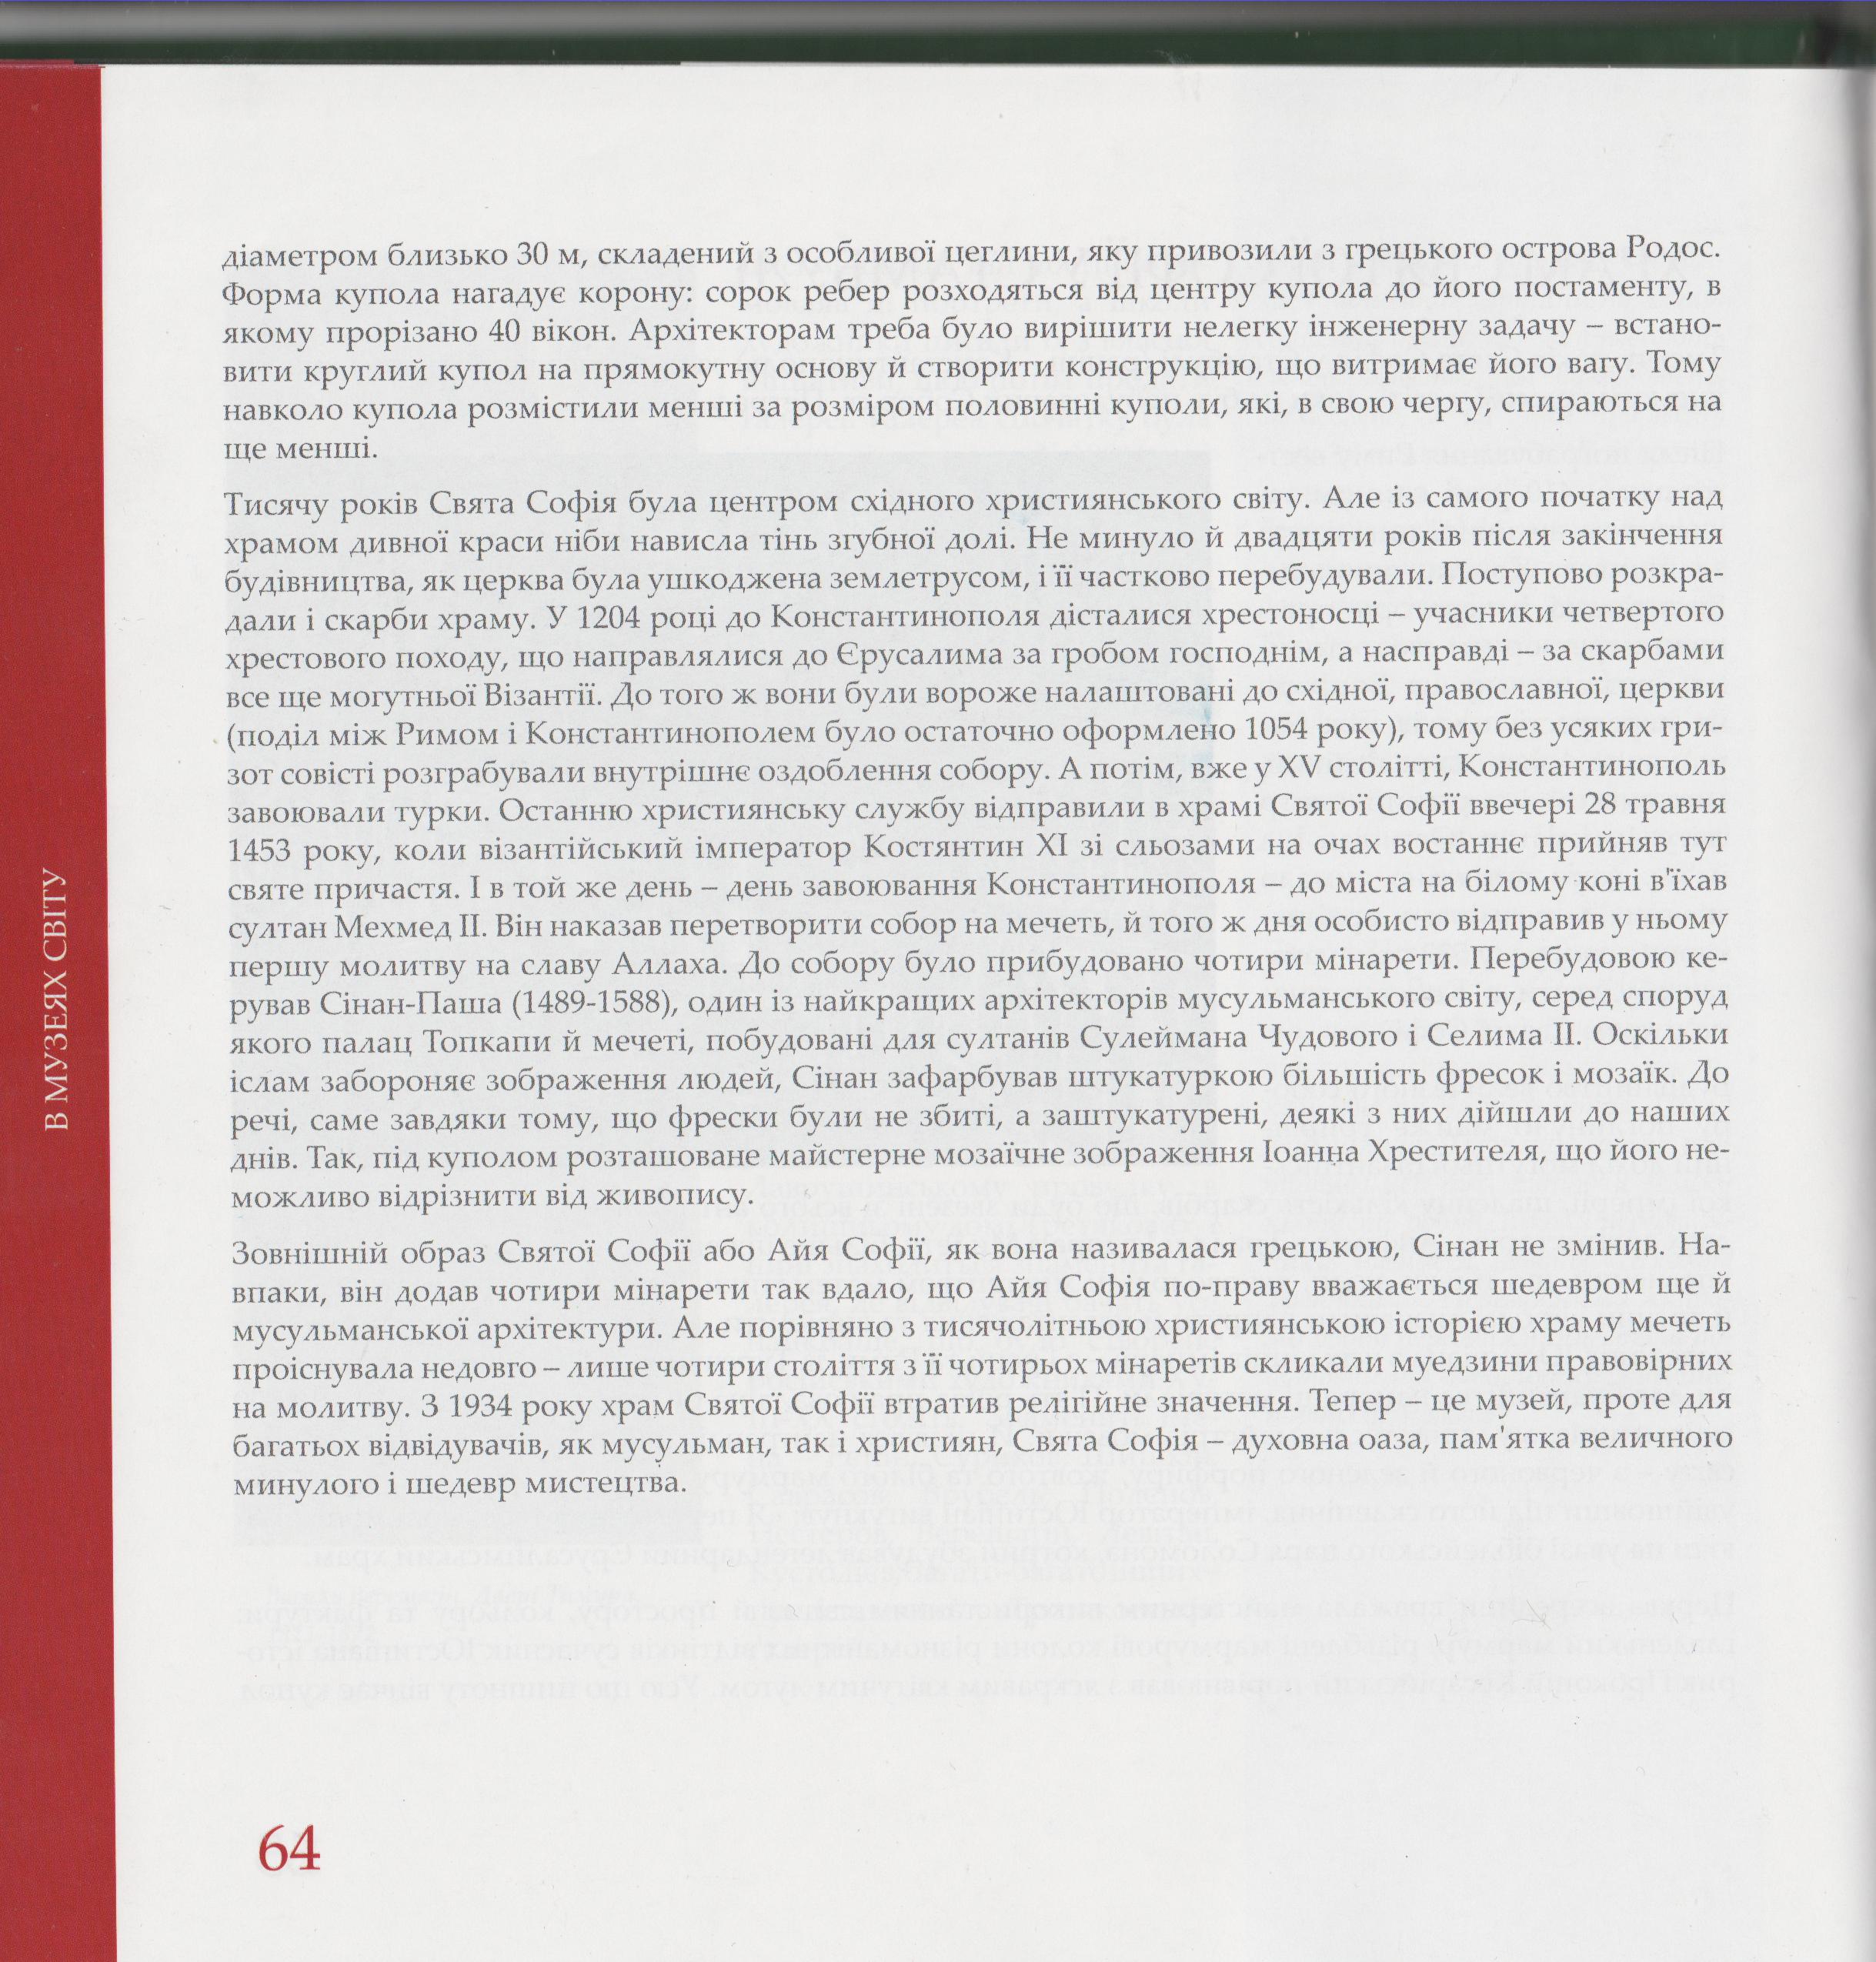 діаметром близько 30 м, складений з особливої цеглини, яку привозили з грецького острова Родос.
Форма купола нагадує корону: сорок ребер розходяться від центру купола до його постаменту, в
якому прорізано 40 вікон. Архітекторам треба було вирішити нелегку інженерну задачу – встано-
вити круглий купол на прямокутну основу й створити конструкцію, що витримає його вагу. Тому
навколо купола розмістили менші за розміром половинні куполи, які, в свою чергу, спираються на
ще менші.
Тисячу років Свята Софія була центром східного християнського світу. Але із самого початку над
храмом дивної краси ніби нависла тінь згубної долі. Не минуло й двадцяти років після закінчення
будівництва, як церква була ушкоджена землетрусом, і її частково перебудували. Поступово розкра-
дали і скарби храму. У 1204 році до Константинополя дісталися хрестоносці – учасники четвертого
хрестового походу, що направлялися до Єрусалима за гробом господнім, а насправді – за скарбами
все ще могутньої Візантії. До того ж вони були вороже налаштовані до східної, православної, церкви
(поділ між Римом і Константинополем було остаточно оформлено 1054 року), тому без усяких гри-
зот совісті розграбували внутрішнє оздоблення собору. А потім, вже у XV столітті, Константинополь
завоювали турки. Останню християнську службу відправили в храмі Святої Софії ввечері 28 травня
1453 року, коли візантійський імператор Костянтин XI зі сльозами на очах востаннє прийняв тут
святе причастя. І в той же день – день завоювання Константинополя – до міста на білому коні в'їхав
султан Мехмед II. Він наказав перетворити собор на мечеть, й того ж дня особисто відправив у ньому
першу молитву на славу Аллаха. До собору було прибудовано чотири мінарети. Перебудовою ке-
рував Сінан-Паша (1489-1588), один із найкращих архітекторів мусульманського світу, серед споруд
якого палац Топкапи й мечеті, побудовані для султанів Сулеймана Чудового і Селима II. Оскільки
іслам забороняє зображення людей, Сінан зафарбував штукатуркою більшість фресок і мозаїк. До
речі, саме завдяки тому, що фрески були не збиті, а заштукатурені, деякі з них дійшли до наших
днів. Так, під куполом розташоване майстерне мозаїчне зображення Іоанна Хрестителя, що його не-
можливо відрізнити від живопису.
Зовнішній образ Святої Софії або Айя Софії, як вона називалася грецькою, Сінан не змінив. На-
впаки, він додав чотири мінарети так вдало, що Айя Софія по-праву вважається шедевром ще й
мусульманської архітектури. Але порівняно з тисячолітньою християнською історією храму мечеть
проіснувала недовго – лише чотири століття з її чотирьох мінаретів скликали муедзини правовірних
на молитву. З 1934 року храм Святої Софії втратив релігійне значення. Тепер – це музей, проте для
багатьох відвідувачів, як мусульман, так і християн, Свята Софія – духовна оаза, пам'ятка величного
минулого і шедевр мистецтва.
В МУЗЕЯХ СВІТУ
64